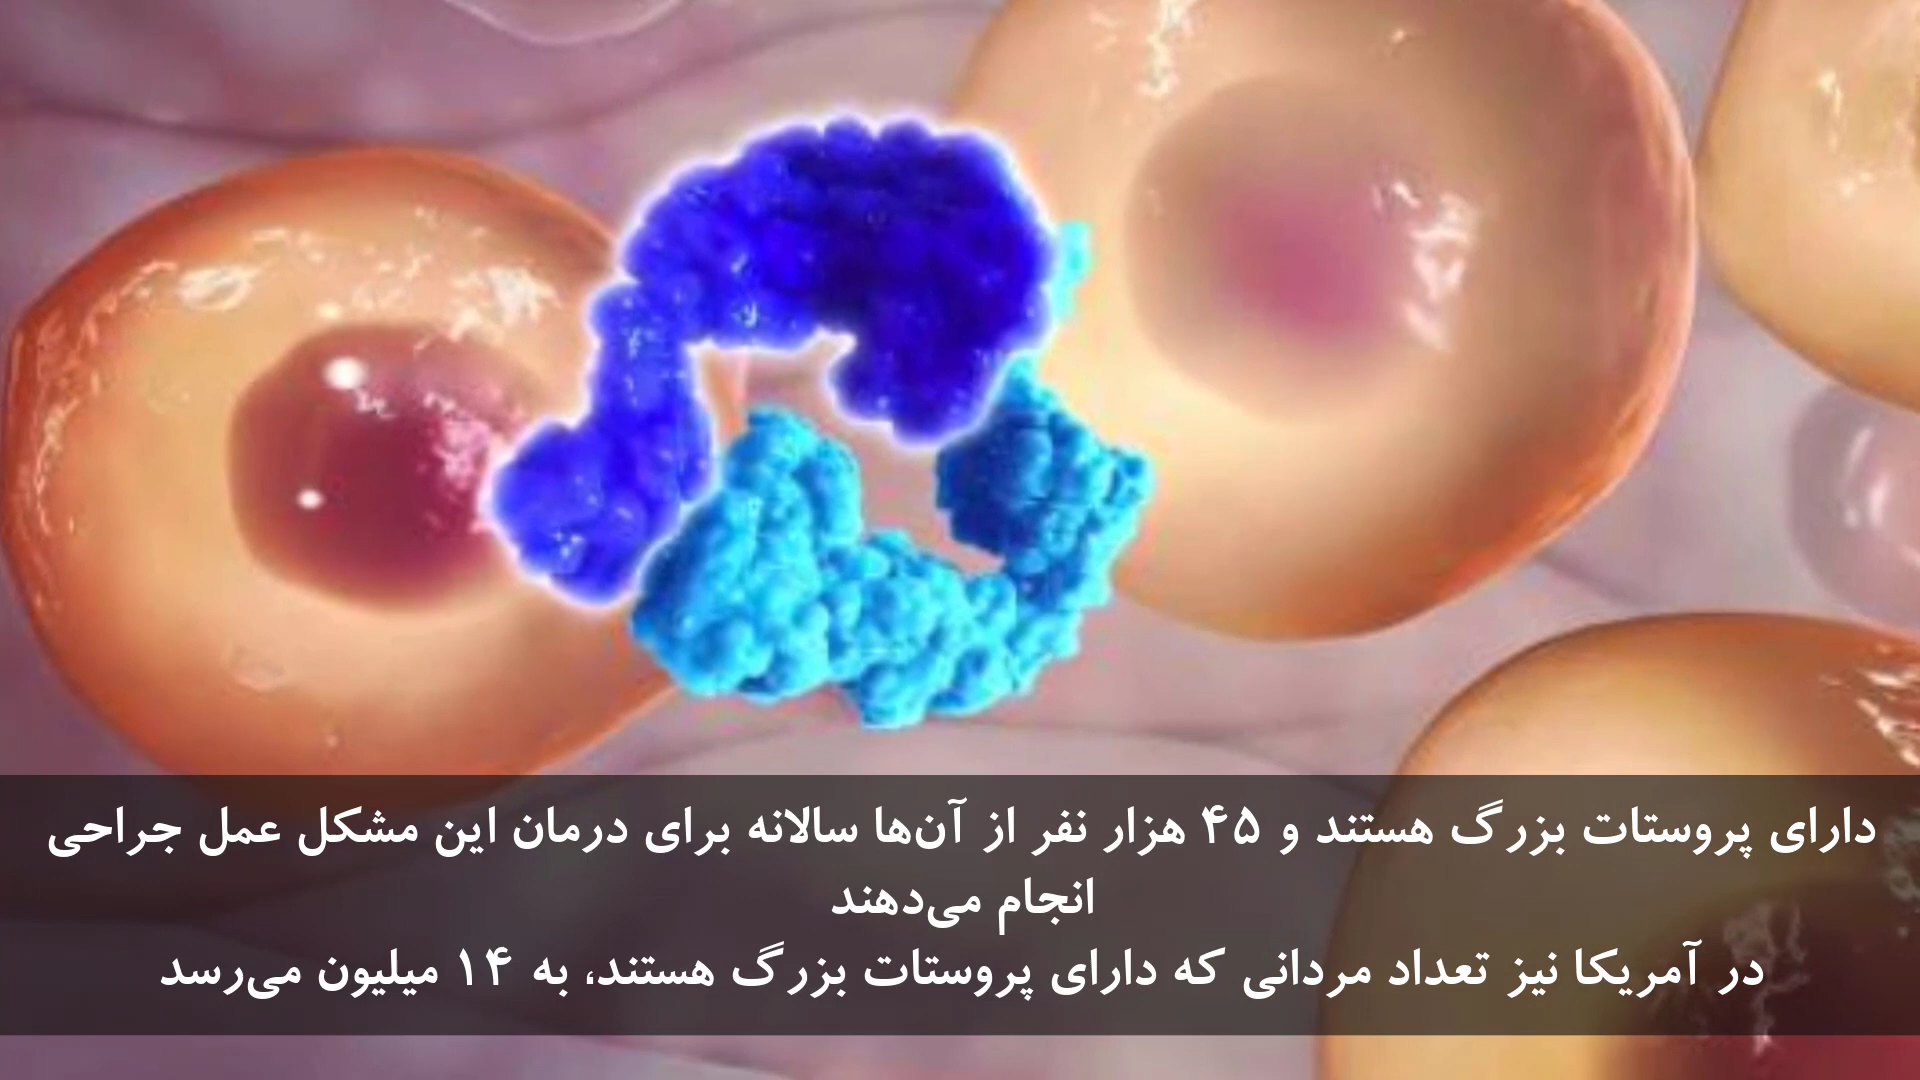 دارای پروستات بزرگ هستند و ۴۵ هزار نفر از آن‌ها سالانه برای درمان این مشکل عمل جراحی
انجام می‌دهند
در آمریکا نیز تعداد مردانی که دارای پروستات بزرگ هستند، به ۱۴ میلیون می‌رسد